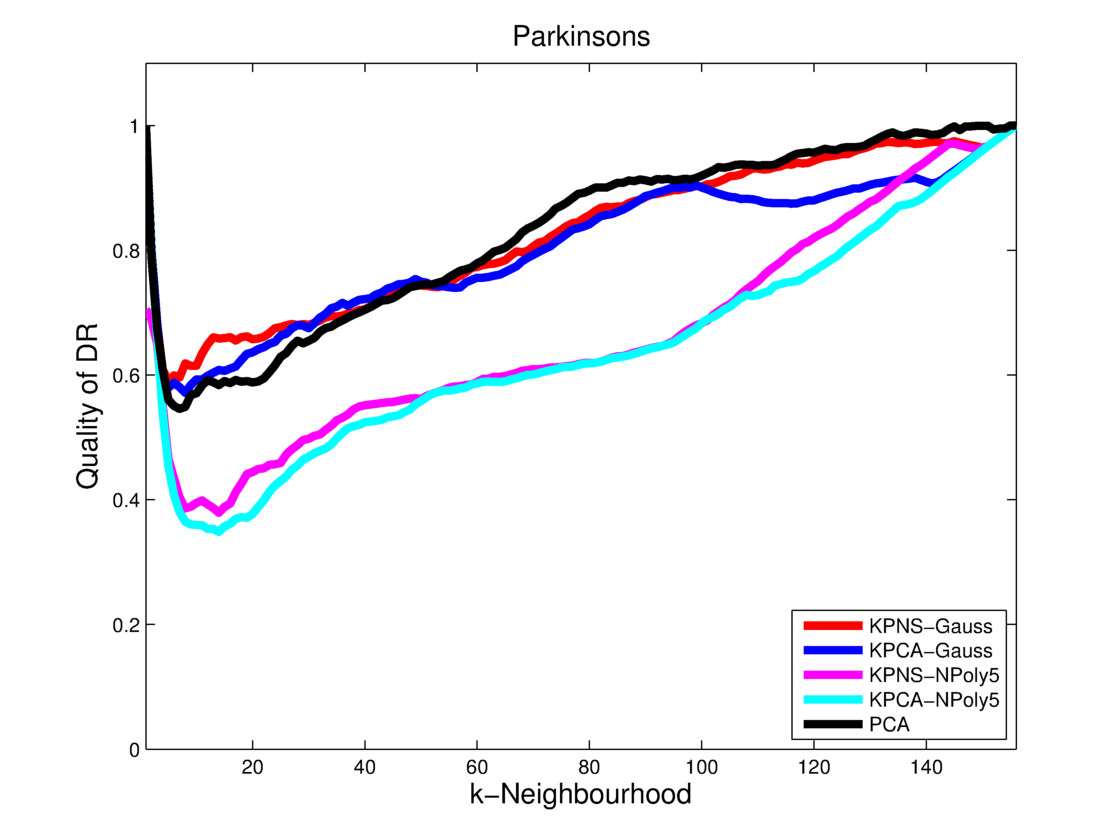 Parkinsons
1
0.8
0.6
0.4
0.2
0
Quality of DR
20 40 60 80 100 120 140
k−Neighbourhood
KPNS−Gauss
KPCA−Gauss
KPNS−NPoly5
KPCA−NPoly5
PCA